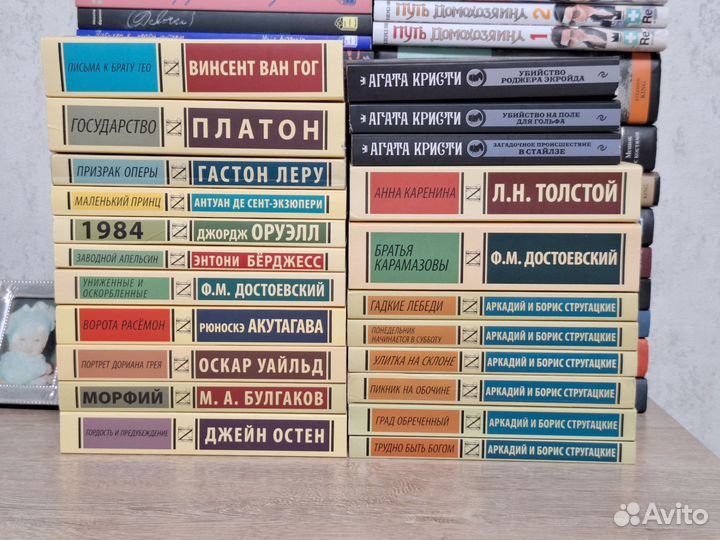 Девочки
ПИСЬМА К БРАТУ ТЕО
ВИНСЕНТ ВАН ГОГ
ГОСУДАРСТВО
ПЛАТОН
ПРИЗРАК ОПЕРЫ
ГАСТОН ЛЕРУ
МАЛЕНЬКИЙ ПРИНЦ
АНТУАН ДЕ СЕНТ-ЭКЗЮПЕРИ
1984
ДЖОРДЖ ОРУЭЛЛ
ЗАВОДНОЙ АПЕЛЬСИН
ЭНТОНИ БЁРДЖЕСС
УНИЖЕННЫЕ И
ОСКОРБЛЕННЫЕ
Ф.М. ДОСТОЕВСКИЙ
ВОРОТА РАСЁМОН
РЮНОСКЭ АКУТАГАВА
ПОРТРЕТ ДОРИАНА ГРЕЯ
ОСКАР УАЙЛЬД
МОРФИЙ
М. А. БУЛГАКОВ
ГОРДОСТЬ И ПРЕДУБЕЖДЕНИЕ
ДЖЕЙН ОСТЕН
ПУТЬ ДОМОХОЗЯИНА 2
ПУТЬ ДОМОХОЗЯИНА 1
АГАТА КРИСТИ
УБИЙСТВО
РОДЖЕРА ЭКРОЙДА
АГАТА КРИСТИ
УБИЙСТВО НА ПОЛЕ
ДЛЯ ГОЛЬФА
АГАТА КРИСТИ
ЗАГАДОЧНОЕ ПРОИСШЕСТВИЕ
В СТАЙЛЗЕ
АННА КАРЕНИНА
Л.Н. ТОЛСТОЙ
БРАТЬЯ
КАРАМАЗОВЫ
Ф.М. ДОСТОЕВСКИЙ
ГАДКИЕ ЛЕБЕДИ
АРКАДИЙ И БОРИС СТРУГАЦКИЕ
ПОНЕДЕЛЬНИК
НАЧИНАЕТСЯ В СУББОТУ
АРКАДИЙ И БОРИС СТРУГАЦКИЕ
УЛИТКА НА СКЛОНЕ
АРКАДИЙ И БОРИС СТРУГАЦКИЕ
ПИКНИК НА ОБОЧИНЕ
АРКАДИЙ И БОРИС СТРУГАЦКИЕ
ГРАД ОБРЕЧЕННЫЙ
АРКАДИЙ И БОРИС СТРУГАЦКИЕ
ТРУДНО БЫТЬ БОГОМ
АРКАДИЙ И БОРИС СТРУГАЦКИЕ
KING
Avito